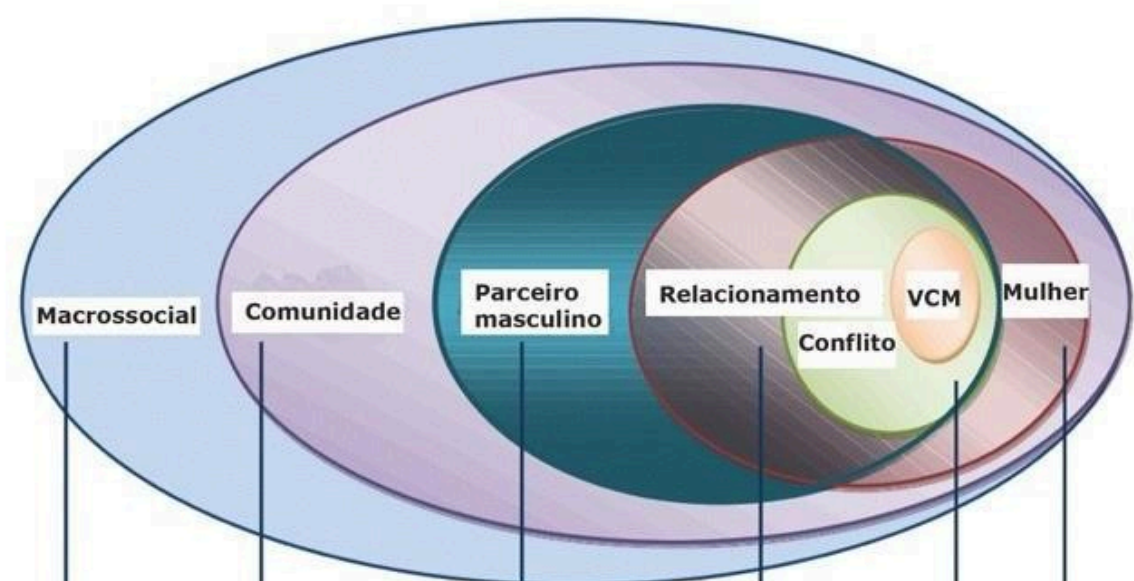 Macrossocial
Comunidade
Parceiro
masculino
Relacionamento
Conflito
VCM
Mulher